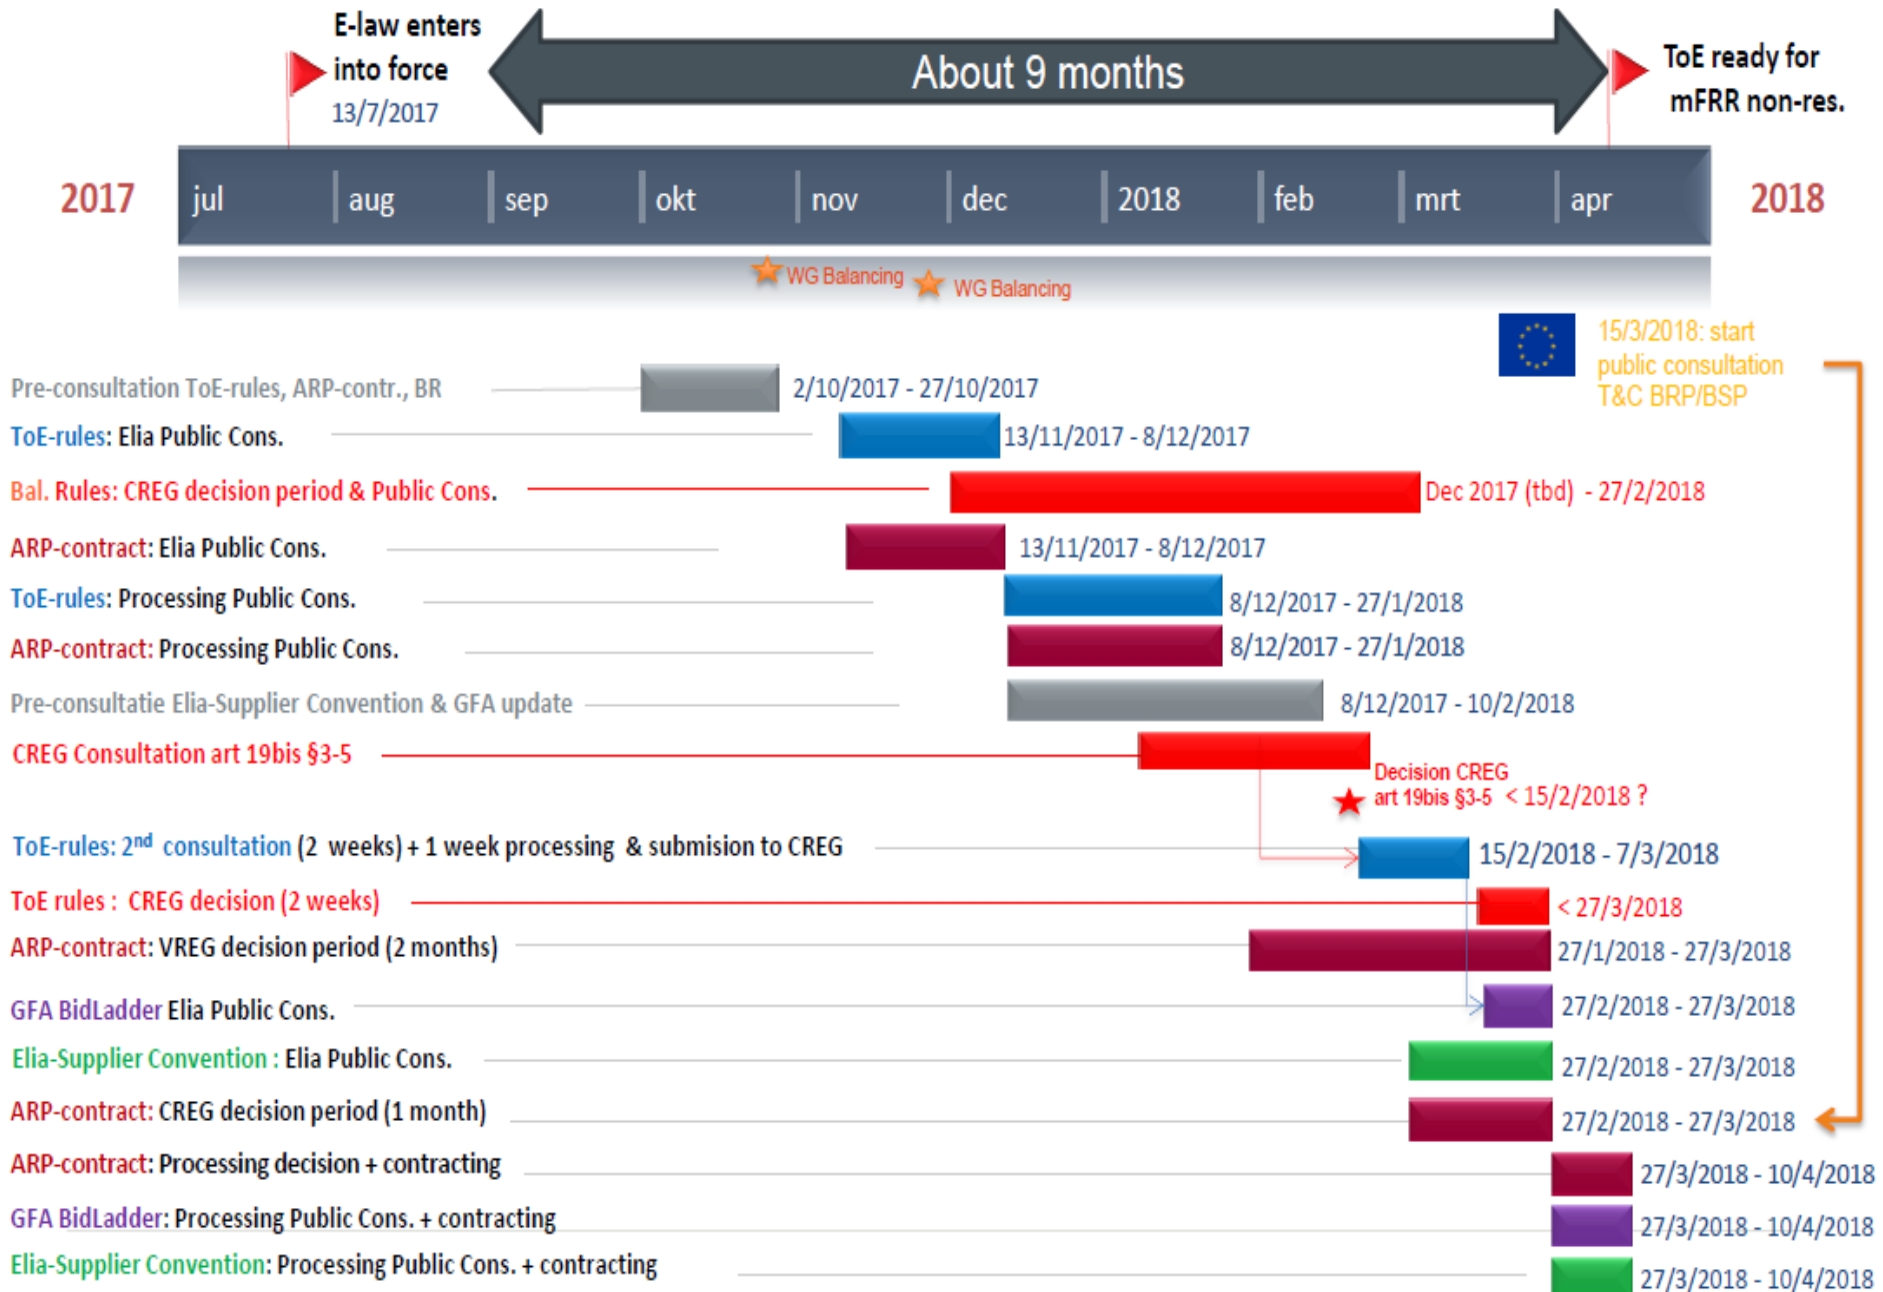 E-law enters
into force
13/7/2017
About 9 months
ToE ready for
mFRR non-res.
2017
jul
aug
sep
okt
nov
dec
2018
feb
mrt
apr
2018
WG Balancing
WG Balancing
15/3/2018: start
public consultation
T&C BRP/BSP
Pre-consultation ToE-rules, ARP-contr., BR
2/10/2017 - 27/10/2017
ToE-rules: Elia Public Cons.
13/11/2017 - 8/12/2017
Bal. Rules: CREG decision period & Public Cons.
Dec 2017 (tbd) - 27/2/2018
ARP-contract: Elia Public Cons.
13/11/2017 - 8/12/2017
ToE-rules: Processing Public Cons.
8/12/2017 - 27/1/2018
ARP-contract: Processing Public Cons.
8/12/2017 - 27/1/2018
Pre-consultatie Elia-Supplier Convention & GFA update
8/12/2017 - 10/2/2018
CREG Consultation art 19bis §3-5
Decision CREG
art 19bis §3-5 < 15/2/2018 ?
ToE-rules: 2nd consultation (2 weeks) + 1 week processing & submision to CREG
15/2/2018 - 7/3/2018
ToE rules : CREG decision (2 weeks)
< 27/3/2018
ARP-contract: VREG decision period (2 months)
27/1/2018 - 27/3/2018
GFA BidLadder Elia Public Cons.
27/2/2018 - 27/3/2018
Elia-Supplier Convention : Elia Public Cons.
27/2/2018 - 27/3/2018
ARP-contract: CREG decision period (1 month)
27/2/2018 - 27/3/2018
ARP-contract: Processing decision + contracting
27/3/2018 - 10/4/2018
GFA BidLadder: Processing Public Cons. + contracting
27/3/2018 - 10/4/2018
Elia-Supplier Convention: Processing Public Cons. + contracting
27/3/2018 - 10/4/2018